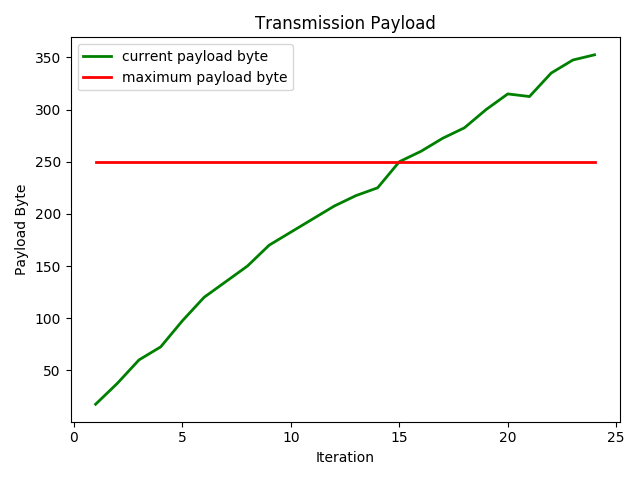 Transmission Payload
current payload byte
maximum payload byte
350
300
250
200
150
100
50
Payload Byte
0 5 10 15 20 25
Iteration